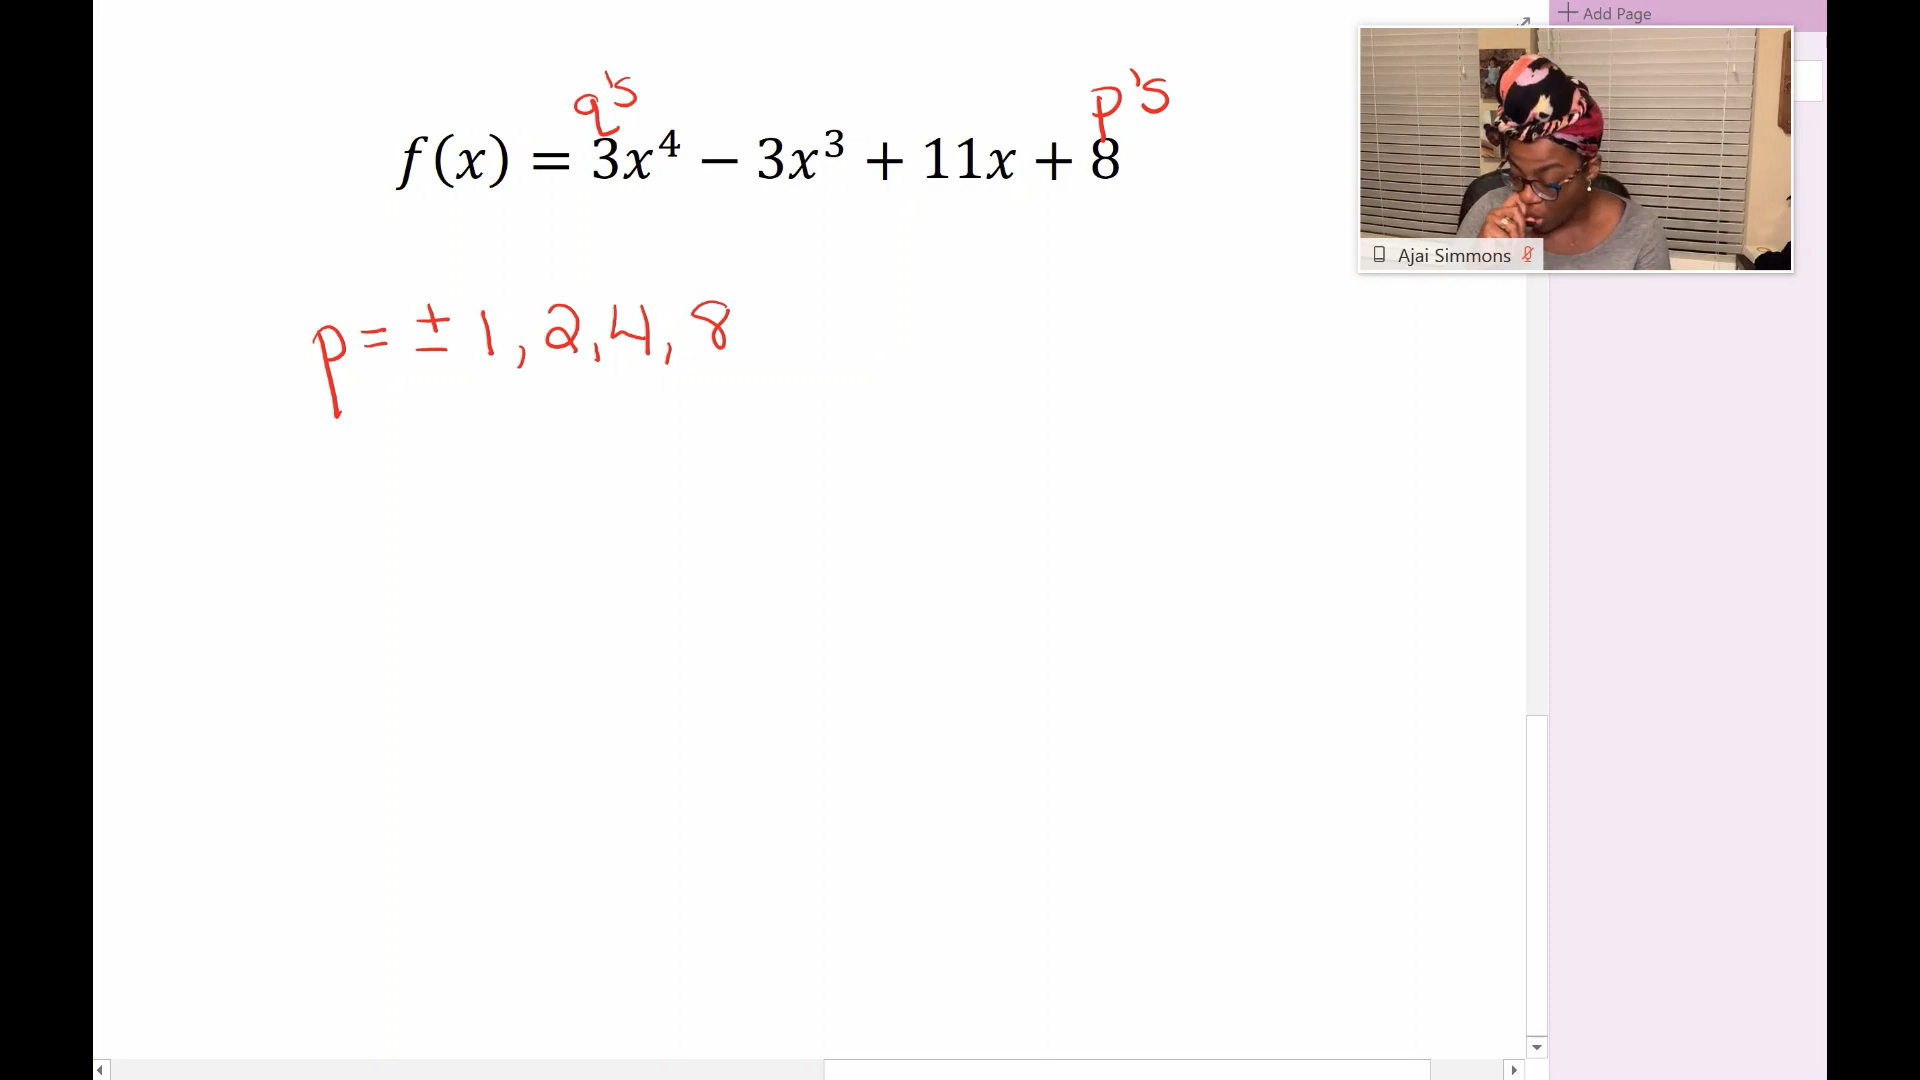 Add Page
q's
p's
f(x) = 3x⁴ − 3x³ + 11x + 8
Ajai Simmons
p = ± 1, 2, 4, 8